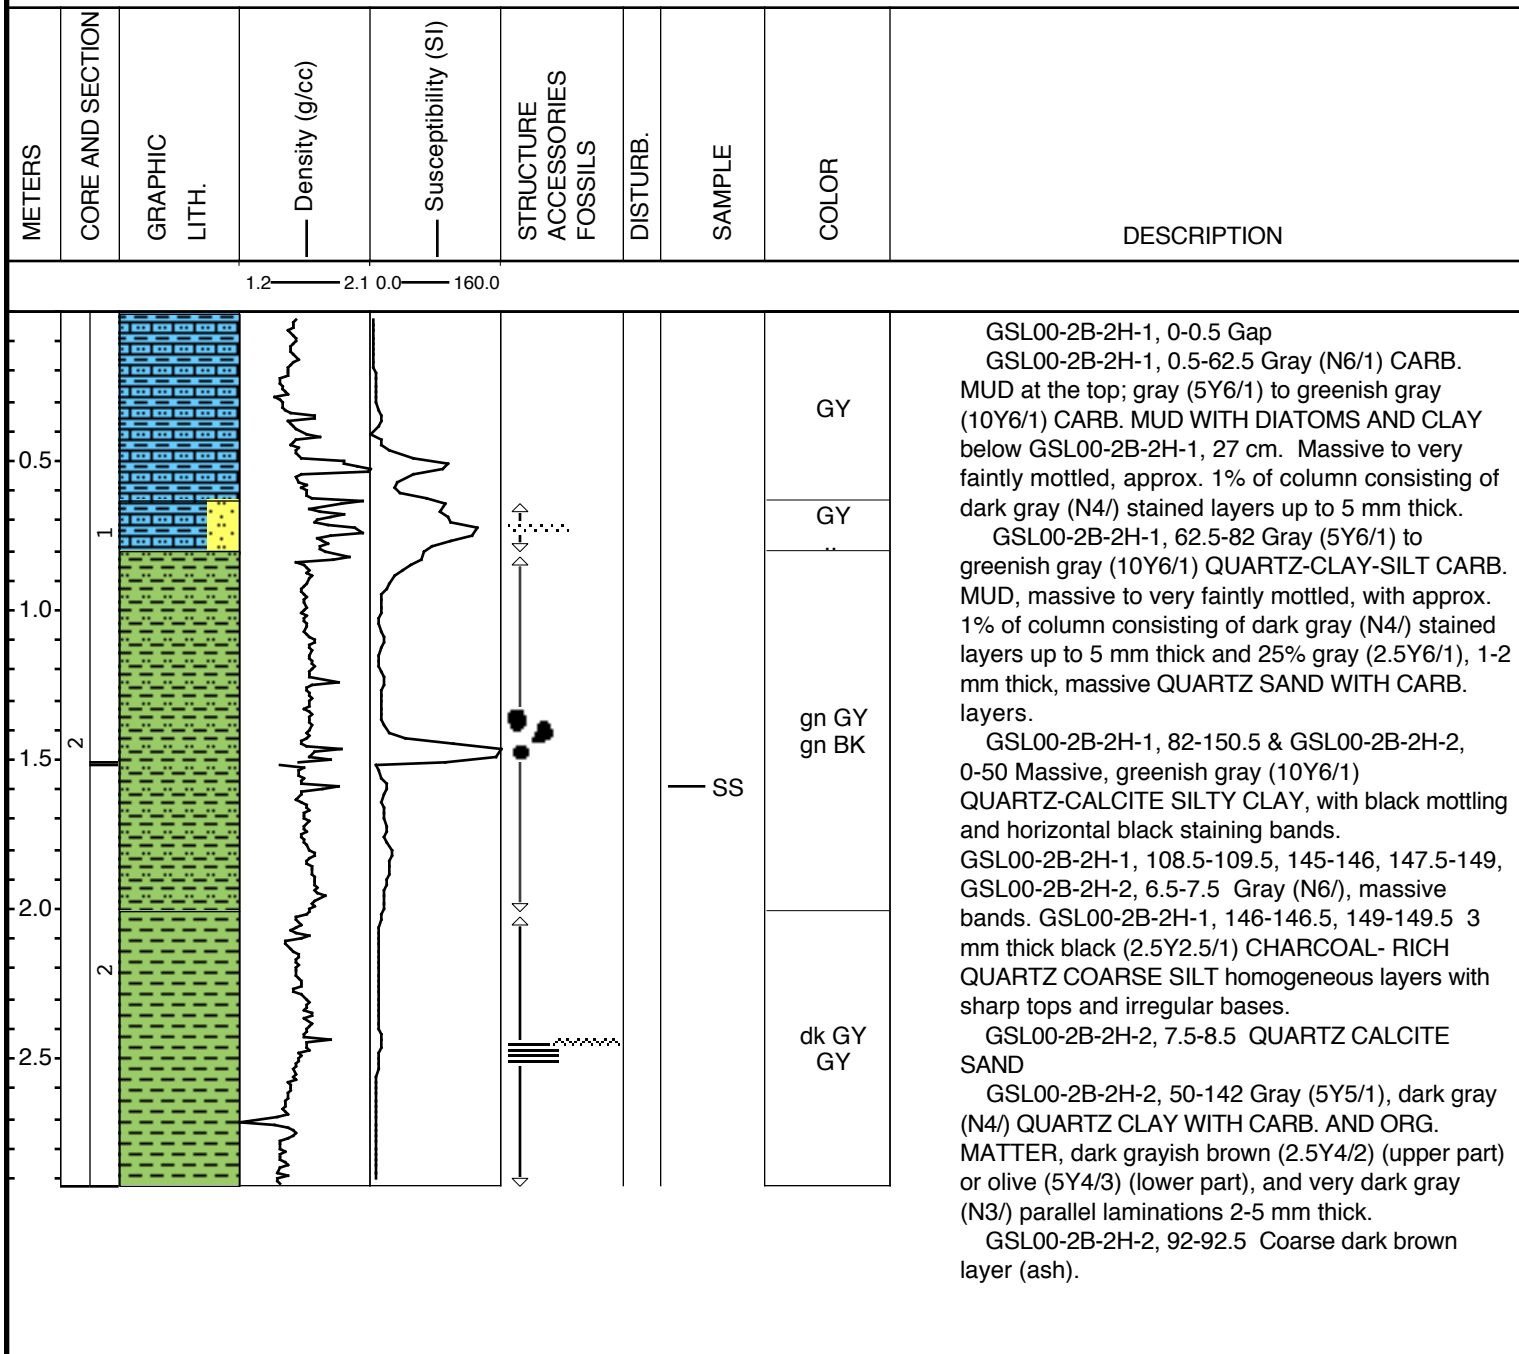 METERS
CORE AND SECTION
GRAPHIC
LITH.
Density (g/cc)
Susceptibility (SI)
STRUCTURE
ACCESSORIES
FOSSILS
DISTURB.
SAMPLE
COLOR
DESCRIPTION
1.2 2.1 0.0 160.0
0.5
1.0
1.5
2.0
2.5
1
2
2
SS
GY
GY
gn GY
gn BK
dk GY
GY
GSL00-2B-2H-1, 0-0.5 Gap
GSL00-2B-2H-1, 0.5-62.5 Gray (N6/1) CARB.
MUD at the top; gray (5Y6/1) to greenish gray
(10Y6/1) CARB. MUD WITH DIATOMS AND CLAY
below GSL00-2B-2H-1, 27 cm. Massive to very
faintly mottled, approx. 1% of column consisting of
dark gray (N4/) stained layers up to 5 mm thick.
GSL00-2B-2H-1, 62.5-82 Gray (5Y6/1) to
greenish gray (10Y6/1) QUARTZ-CLAY-SILT CARB.
MUD, massive to very faintly mottled, with approx.
1% of column consisting of dark gray (N4/) stained
layers up to 5 mm thick and 25% gray (2.5Y6/1), 1-2
mm thick, massive QUARTZ SAND WITH CARB.
layers.
GSL00-2B-2H-1, 82-150.5 & GSL00-2B-2H-2,
0-50 Massive, greenish gray (10Y6/1)
QUARTZ-CALCITE SILTY CLAY, with black mottling
and horizontal black staining bands.
GSL00-2B-2H-1, 108.5-109.5, 145-146, 147.5-149,
GSL00-2B-2H-2, 6.5-7.5 Gray (N6/), massive
bands. GSL00-2B-2H-1, 146-146.5, 149-149.5 3
mm thick black (2.5Y2.5/1) CHARCOAL- RICH
QUARTZ COARSE SILT homogeneous layers with
sharp tops and irregular bases.
GSL00-2B-2H-2, 7.5-8.5 QUARTZ CALCITE
SAND
GSL00-2B-2H-2, 50-142 Gray (5Y5/1), dark gray
(N4/) QUARTZ CLAY WITH CARB. AND ORG.
MATTER, dark grayish brown (2.5Y4/2) (upper part)
or olive (5Y4/3) (lower part), and very dark gray
(N3/) parallel laminations 2-5 mm thick.
GSL00-2B-2H-2, 92-92.5 Coarse dark brown
layer (ash).